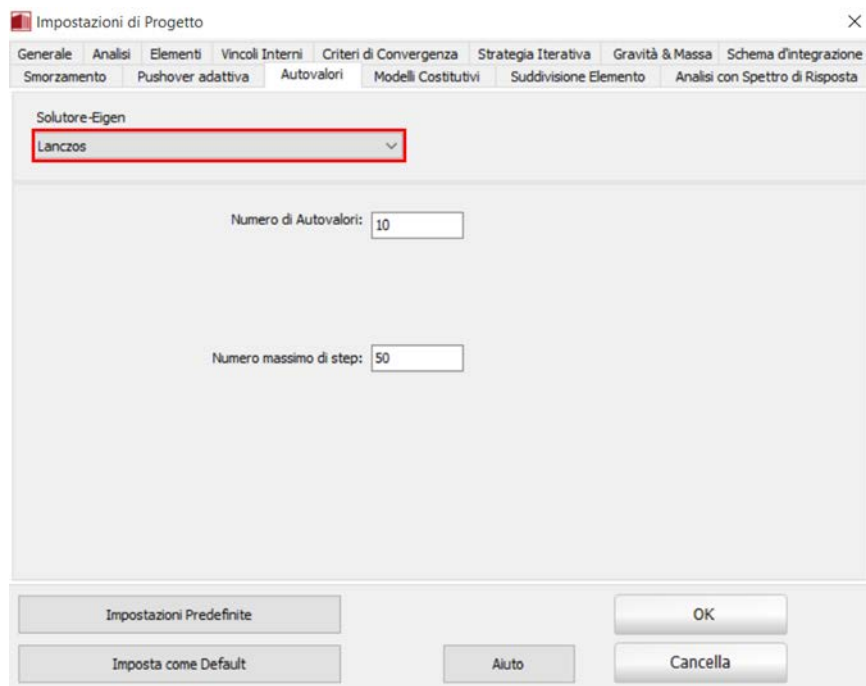 Impostazioni di Progetto
Generale Analisi Elementi Vincoli Interni Criteri di Convergenza Strategia Iterativa Gravità & Massa Schema d'integrazione
Smorzamento Pushover adattiva Autovalori Modelli Costitutivi Suddivisione Elemento Analisi con Spettro di Risposta
Solutore-Eigen
Lanczos
Numero di Autovalori: 10
Numero massimo di step: 50
Impostazioni Predefinite OK
Imposta come Default Aiuto Cancella